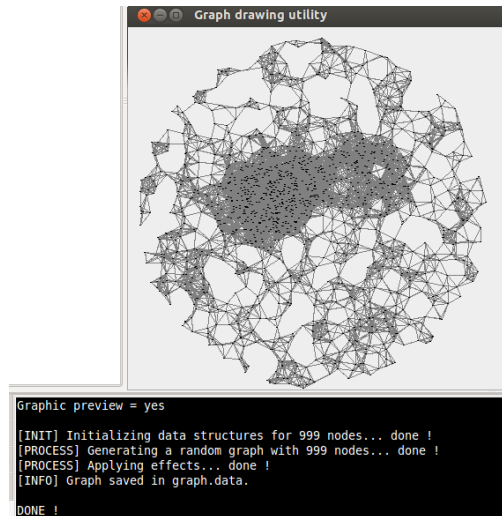 Graph drawing utility
Graphic preview = yes
[INIT] Initializing data structures for 999 nodes... done !
[PROCESS] Generating a random graph with 999 nodes... done !
[PROCESS] Applying effects... done !
[INFO] Graph saved in graph.data.
DONE !